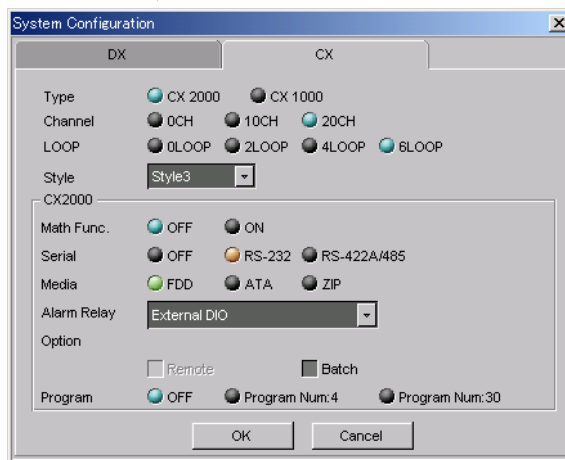 System Configuration
DX CX
Type CX 2000 CX 1000
Channel 0CH 10CH 20CH
LOOP 0LOOP 2LOOP 4LOOP 6LOOP
Style Style3
CX2000
Math Func. OFF ON
Serial OFF RS-232 RS-422A/485
Media FDD ATA ZIP
Alarm Relay External DIO
Option
Remote Batch
Program OFF Program Num:4 Program Num:30
OK Cancel